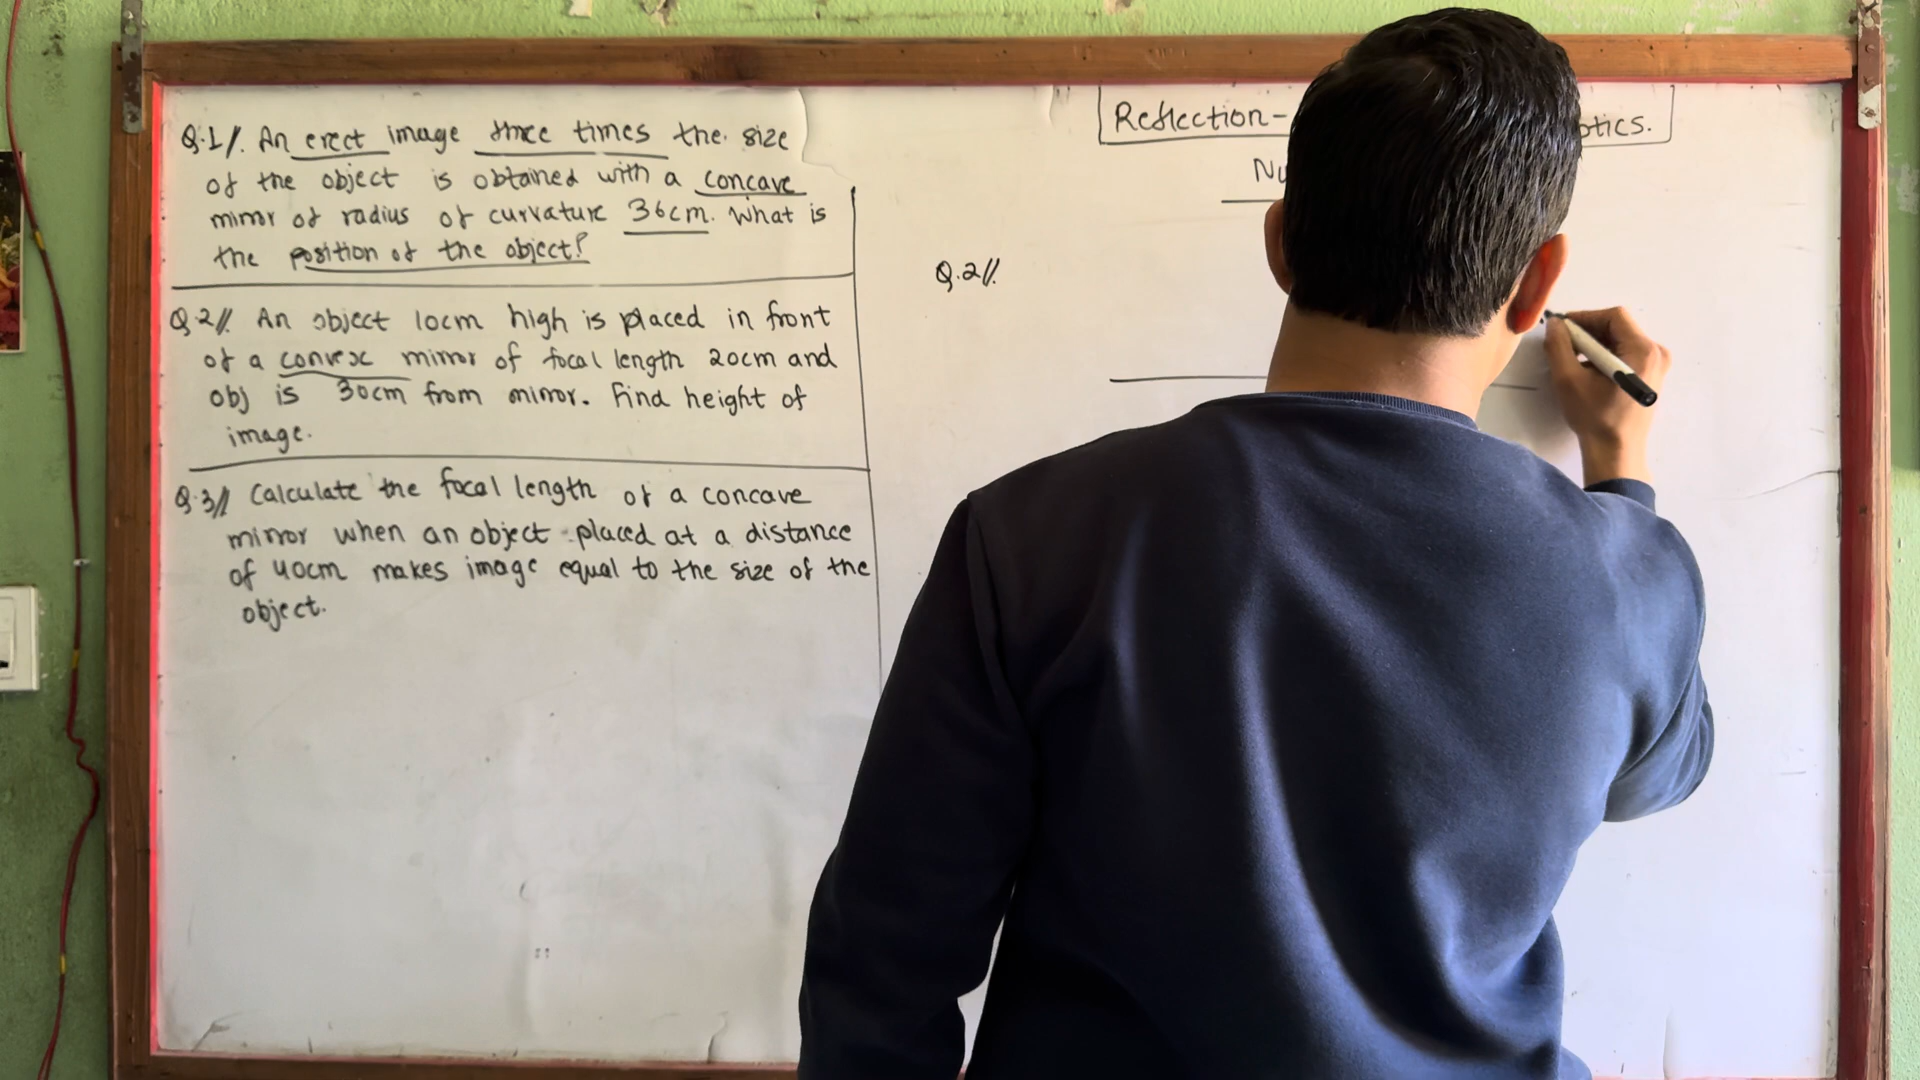 Q.1//. An erect image three times the size
of the object is obtained with a concave
mirror of radius of curvature 36cm. What is
the position of the object?
Q.2//. An object 10cm high is placed in front
of a convex mirror of focal length 20cm and
obj is 30cm from mirror. Find height of
image.
Q.3// Calculate the focal length of a concave
mirror when an object placed at a distance
of 40cm makes image equal to the size of the
object.
Reflection-
Q.2//.